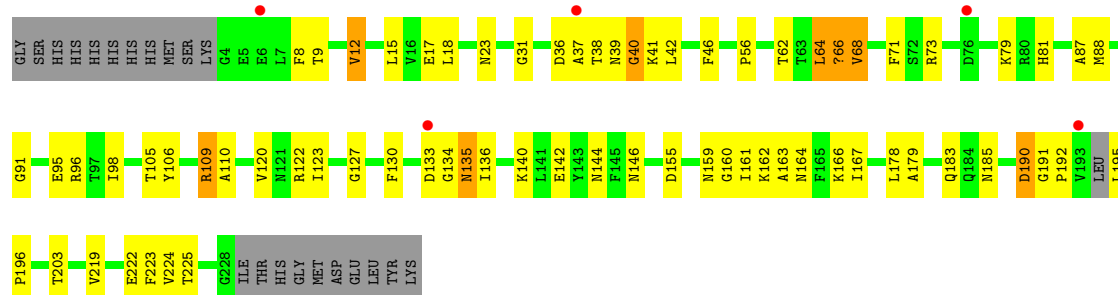 GLY SER HIS HIS HIS HIS HIS HIS MET SER LYS G4 E5 E6 L7 F8 T9 V12 L15 V16 E17 L18 N23 G31 D36 A37 T38 N39 G40 K41 L42 F46 P56 T62 T63 L64 ?66 V68 F71 S72 R73 D76 K79 R80 H81 A87 M88
G91 E95 R96 T97 I98 T105 Y106 R109 A110 V120 N121 R122 I123 G127 F130 D133 G134 N135 I136 K140 L141 E142 Y143 N144 F145 N146 D155 N159 G160 I161 K162 A163 N164 F165 K166 I167 L178 A179 Q183 Q184 N185 D190 G191 P192 V193 LEU L195
P196 T203 V219 E222 F223 V224 T225 G228 ILE THR HIS GLY MET ASP GLU LEU TYR LYS